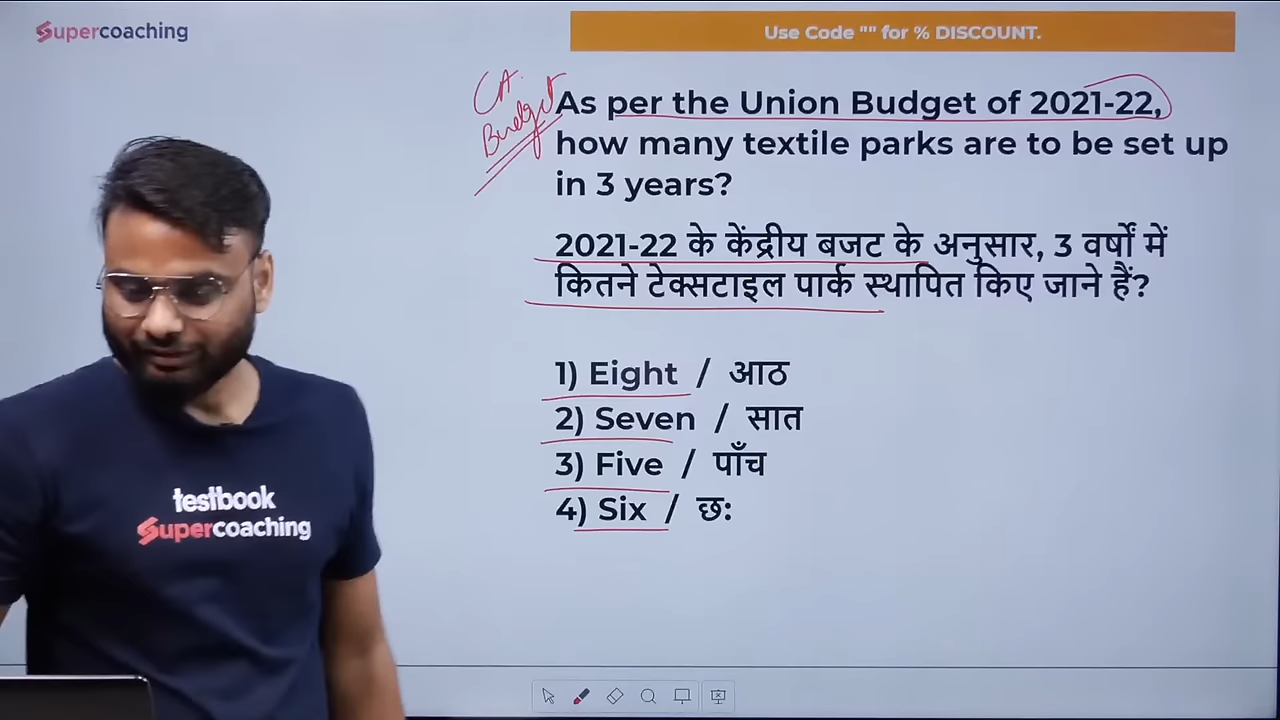 Supercoaching
Use Code "" for % DISCOUNT.
CA.
Budget
As per the Union Budget of 2021-22,
how many textile parks are to be set up
in 3 years?
2021-22 के केंद्रीय बजट के अनुसार, 3 वर्षों में
कितने टेक्सटाइल पार्क स्थापित किए जाने हैं?
1) Eight / आठ
2) Seven / सात
3) Five / पाँच
4) Six / छः
testbook
Supercoaching